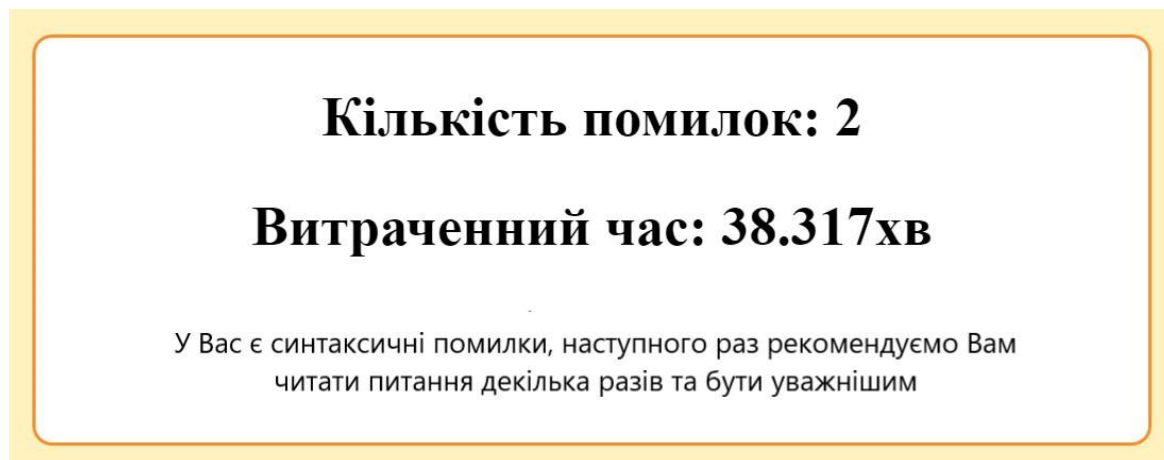 Кількість помилок: 2
Витраченний час: 38.317хв
У Вас є синтаксичні помилки, наступного раз рекомендуємо Вам
читати питання декілька разів та бути уважнішим